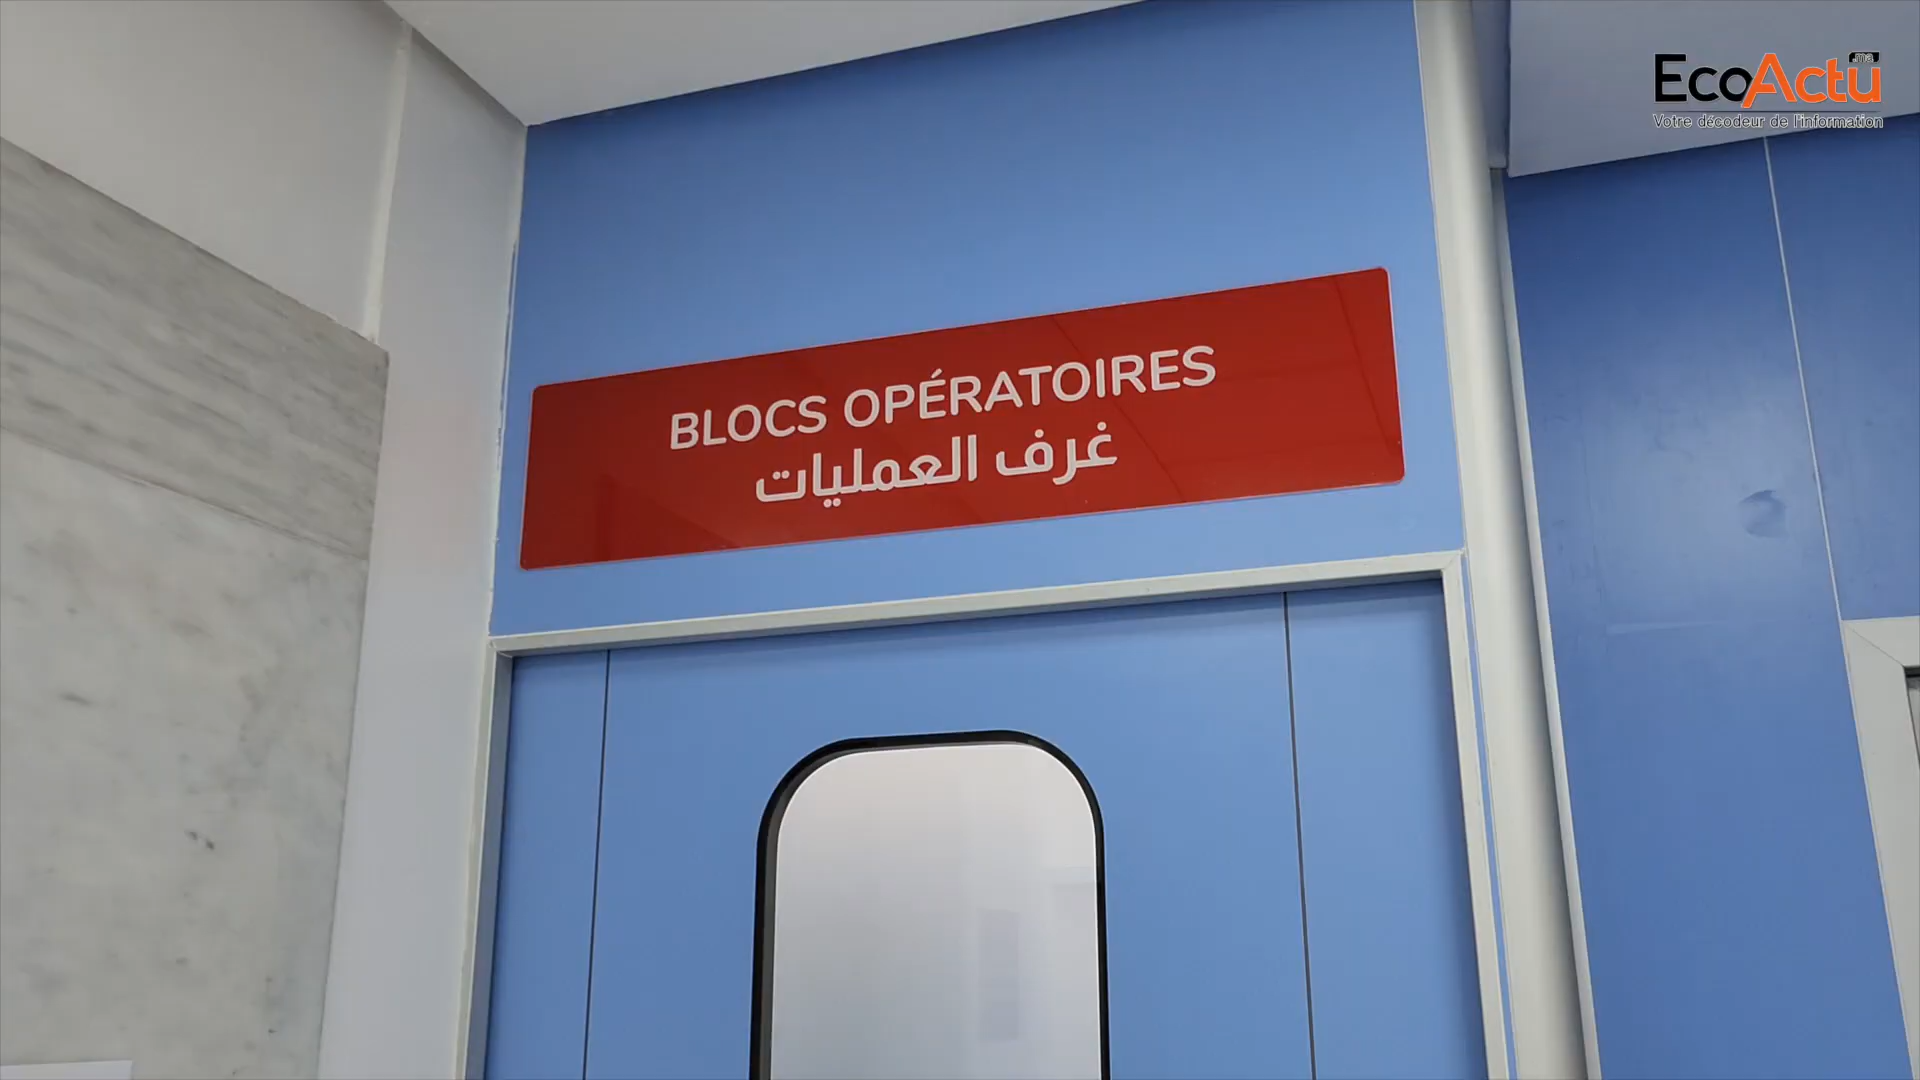 EcoActu.ma
Votre décodeur de l'information
BLOCS OPÉRATOIRES
غرف العمليات